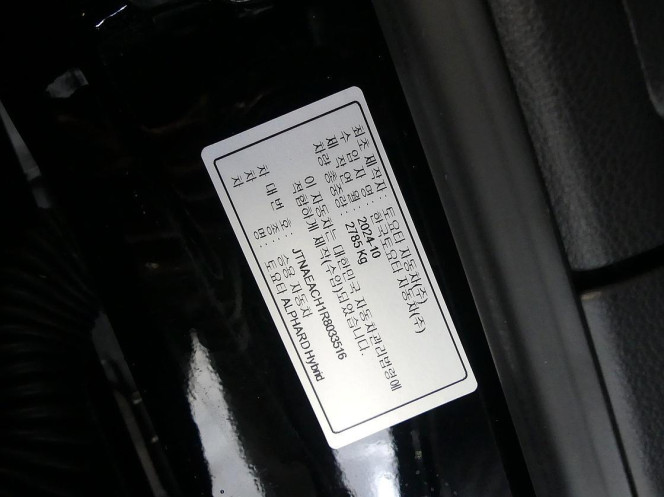 최초 제작자 : 토요타 자동차(주)
수 입 자 명 : 한국토요타 자동차(주)
제 작 연 월 : 2024-10
차량 총중량 : 2785 Kg
이 자동차는 대한민국 자동차관리법령에
적합하게 제작(수입)되었습니다.
차 대 번 호 : JTNAEACH1R8033516
차 종 : 승용 자동차
차 명 : 토요타 ALPHARD Hybrid